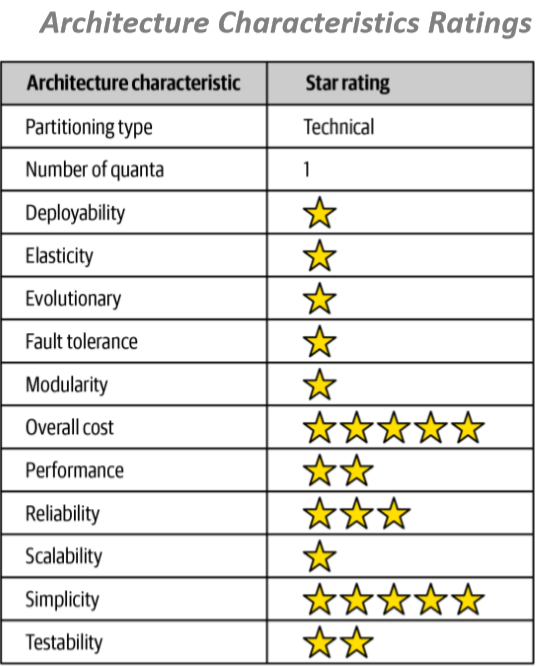 Architecture Characteristics Ratings
Architecture characteristic Star rating
Partitioning type Technical
Number of quanta 1
Deployability
Elasticity
Evolutionary
Fault tolerance
Modularity
Overall cost
Performance
Reliability
Scalability
Simplicity
Testability